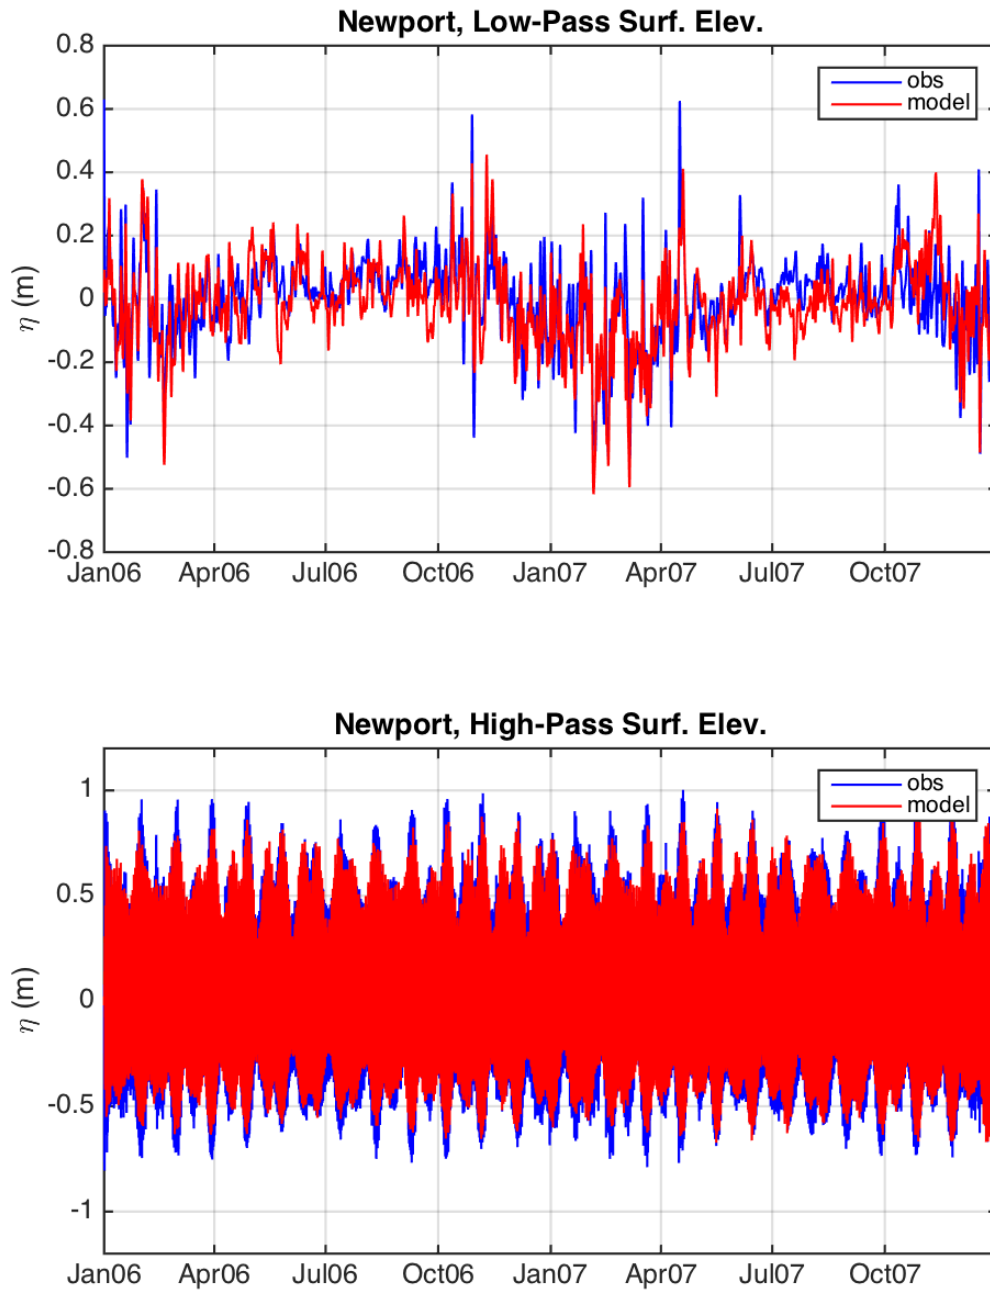 Newport, Low-Pass Surf. Elev.
0.8
0.6
0.4
0.2
0
-0.2
-0.4
-0.6
-0.8
η (m)
obs
model
Jan06 Apr06 Jul06 Oct06 Jan07 Apr07 Jul07 Oct07
Newport, High-Pass Surf. Elev.
1
0.5
0
-0.5
-1
η (m)
obs
model
Jan06 Apr06 Jul06 Oct06 Jan07 Apr07 Jul07 Oct07